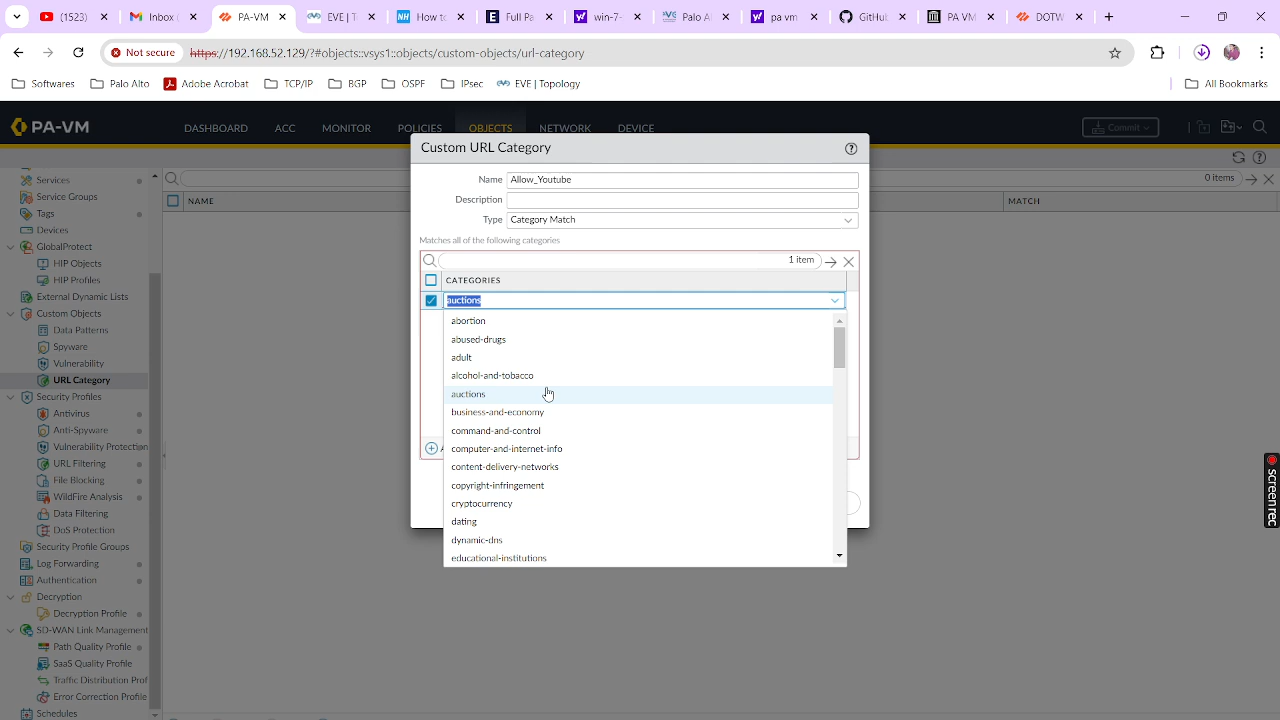 (1523) Inbox ( PA-VM EVE | T How to Full Pa win-7- Palo A pa vm GitHu PA VM DOTW
Not secure https://192.168.52.129/?#objects::vsys1::objects/custom-objects/url-category
Softwares Palo Alto Adobe Acrobat TCP/IP BGP OSPF IPsec EVE | Topology All Bookmarks
PA-VM DASHBOARD ACC MONITOR POLICIES OBJECTS NETWORK DEVICE Commit
Services
Service Groups
Tags
Devices
GlobalProtect
HIP Objects
HIP Profiles
External Dynamic Lists
Custom Objects
Data Patterns
Spyware
Vulnerability
URL Category
Security Profiles
Antivirus
Anti-Spyware
Vulnerability Protection
URL Filtering
File Blocking
WildFire Analysis
Data Filtering
DoS Protection
Security Profile Groups
Log Forwarding
Authentication
Decryption
Decryption Profile
SD-WAN Link Management
Path Quality Profile
SaaS Quality Profile
Traffic Distribution Prof
Error Correction Profile
Schedules
0 items
NAME MATCH
Custom URL Category
Name Allow_Youtube
Description
Type Category Match
Matches all of the following categories
1 item
CATEGORIES
auctions
abortion
abused-drugs
adult
alcohol-and-tobacco
auctions
business-and-economy
command-and-control
computer-and-internet-info
content-delivery-networks
copyright-infringement
cryptocurrency
dating
dynamic-dns
educational-institutions
screenrec